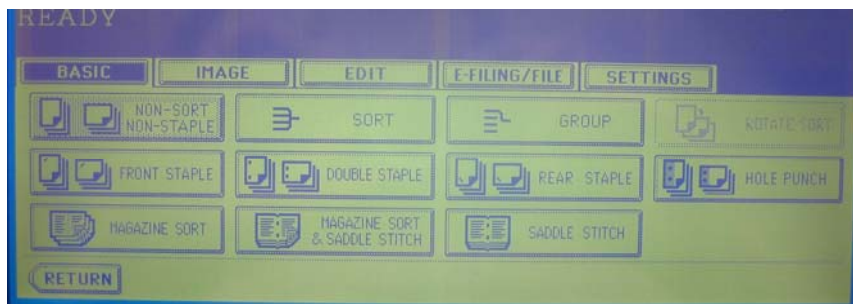 READY
BASIC IMAGE EDIT E-FILING/FILE SETTINGS
NON-SORT
NON-STAPLE
SORT
GROUP
ROTATE SORT
FRONT STAPLE
DOUBLE STAPLE
REAR STAPLE
HOLE PUNCH
MAGAZINE SORT
MAGAZINE SORT
& SADDLE STITCH
SADDLE STITCH
RETURN